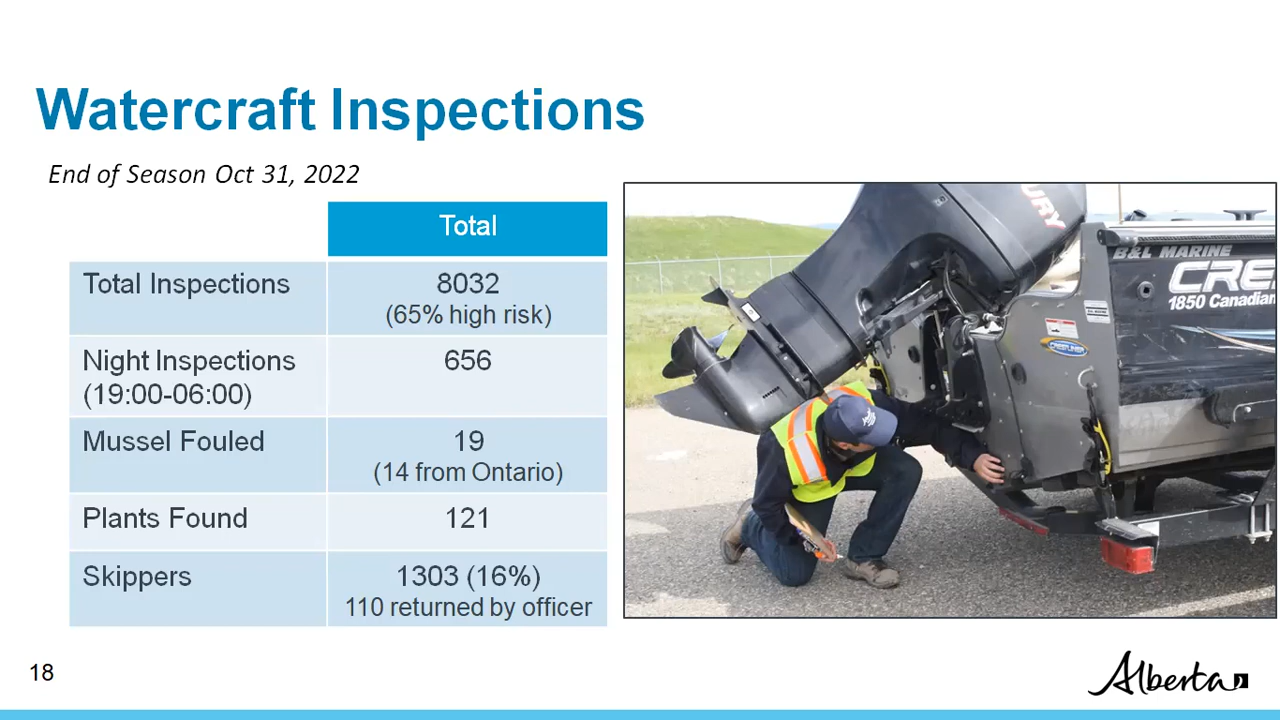 Watercraft Inspections
End of Season Oct 31, 2022
Total
Total Inspections
8032
(65% high risk)
Night Inspections
(19:00-06:00)
656
Mussel Fouled
19
(14 from Ontario)
Plants Found
121
Skippers
1303 (16%)
110 returned by officer
URY
B&L MARINE
CRE
1850 Canadian
18
Alberta